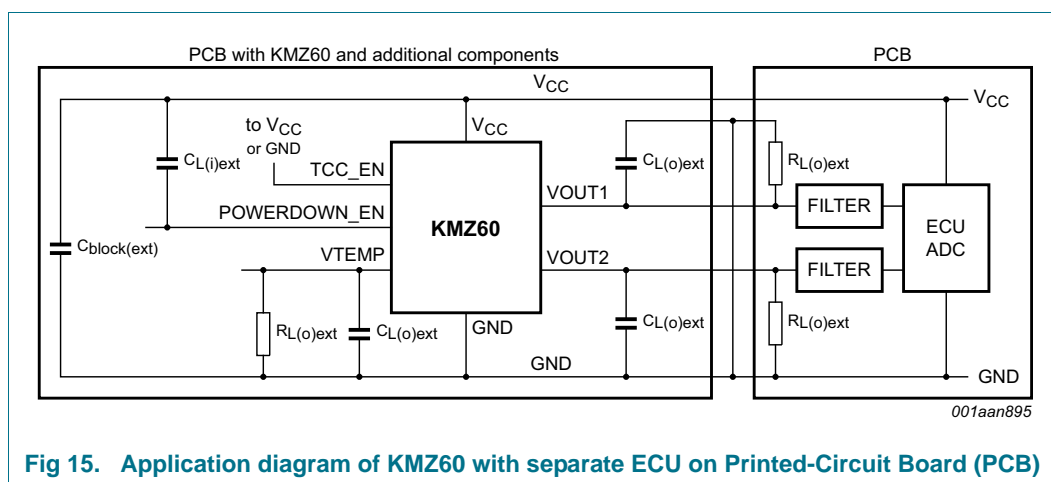 PCB with KMZ60 and additional components
PCB
VCC
VCC
to VCC
or GND
VCC
CL(i)ext
TCC_EN
CL(o)ext
RL(o)ext
VOUT1
FILTER
POWERDOWN_EN
KMZ60
ECU
ADC
Cblock(ext)
VTEMP
VOUT2
FILTER
RL(o)ext
CL(o)ext
GND
CL(o)ext
RL(o)ext
GND
GND
001aan895
Fig 15. Application diagram of KMZ60 with separate ECU on Printed-Circuit Board (PCB)